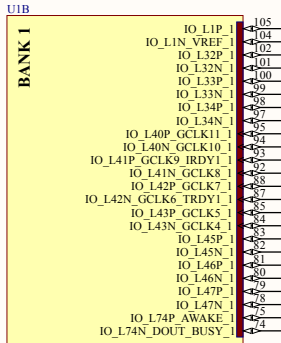 U1B
BANK 1
IO_L1P_1 105
IO_L1N_VREF_1 104
IO_L32P_1 102
IO_L32N_1 101
IO_L33P_1 100
IO_L33N_1 99
IO_L34P_1 98
IO_L34N_1 97
IO_L40P_GCLK11_1 95
IO_L40N_GCLK10_1 94
IO_L41P_GCLK9_IRDY1_1 93
IO_L41N_GCLK8_1 92
IO_L42P_GCLK7_1 88
IO_L42N_GCLK6_TRDY1_1 87
IO_L43P_GCLK5_1 85
IO_L43N_GCLK4_1 84
IO_L45P_1 83
IO_L45N_1 82
IO_L46P_1 81
IO_L46N_1 80
IO_L47P_1 79
IO_L47N_1 78
IO_L74P_AWAKE_1 75
IO_L74N_DOUT_BUSY_1 74